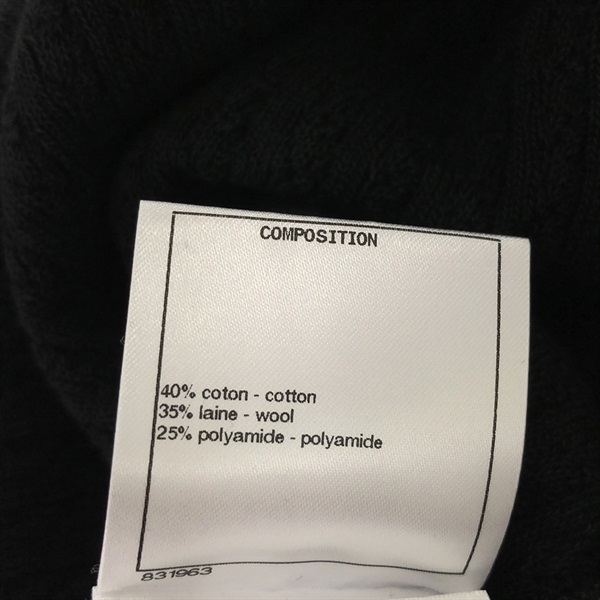 COMPOSITION
40% coton - cotton
35% laine - wool
25% polyamide - polyamide
831963